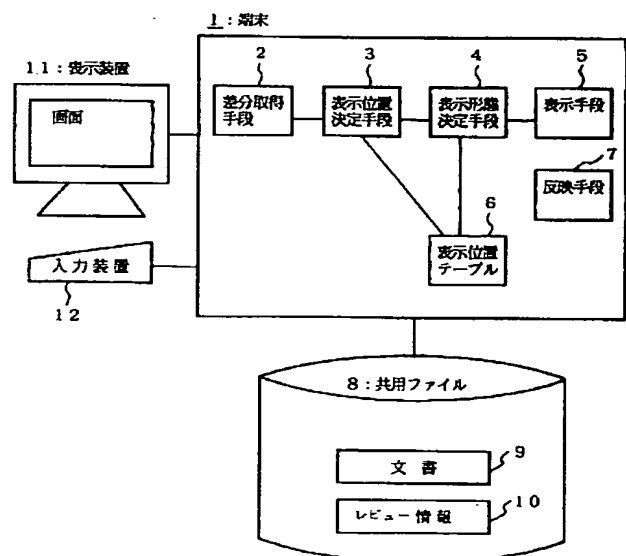 1：端末
11：表示装置
画面
2
差分取得
手段
3
表示位置
決定手段
4
表示形態
決定手段
5
表示手段
7
反映手段
6
表示位置
テーブル
入力装置
12
8：共用ファイル
文書
9
レビュー情報
10